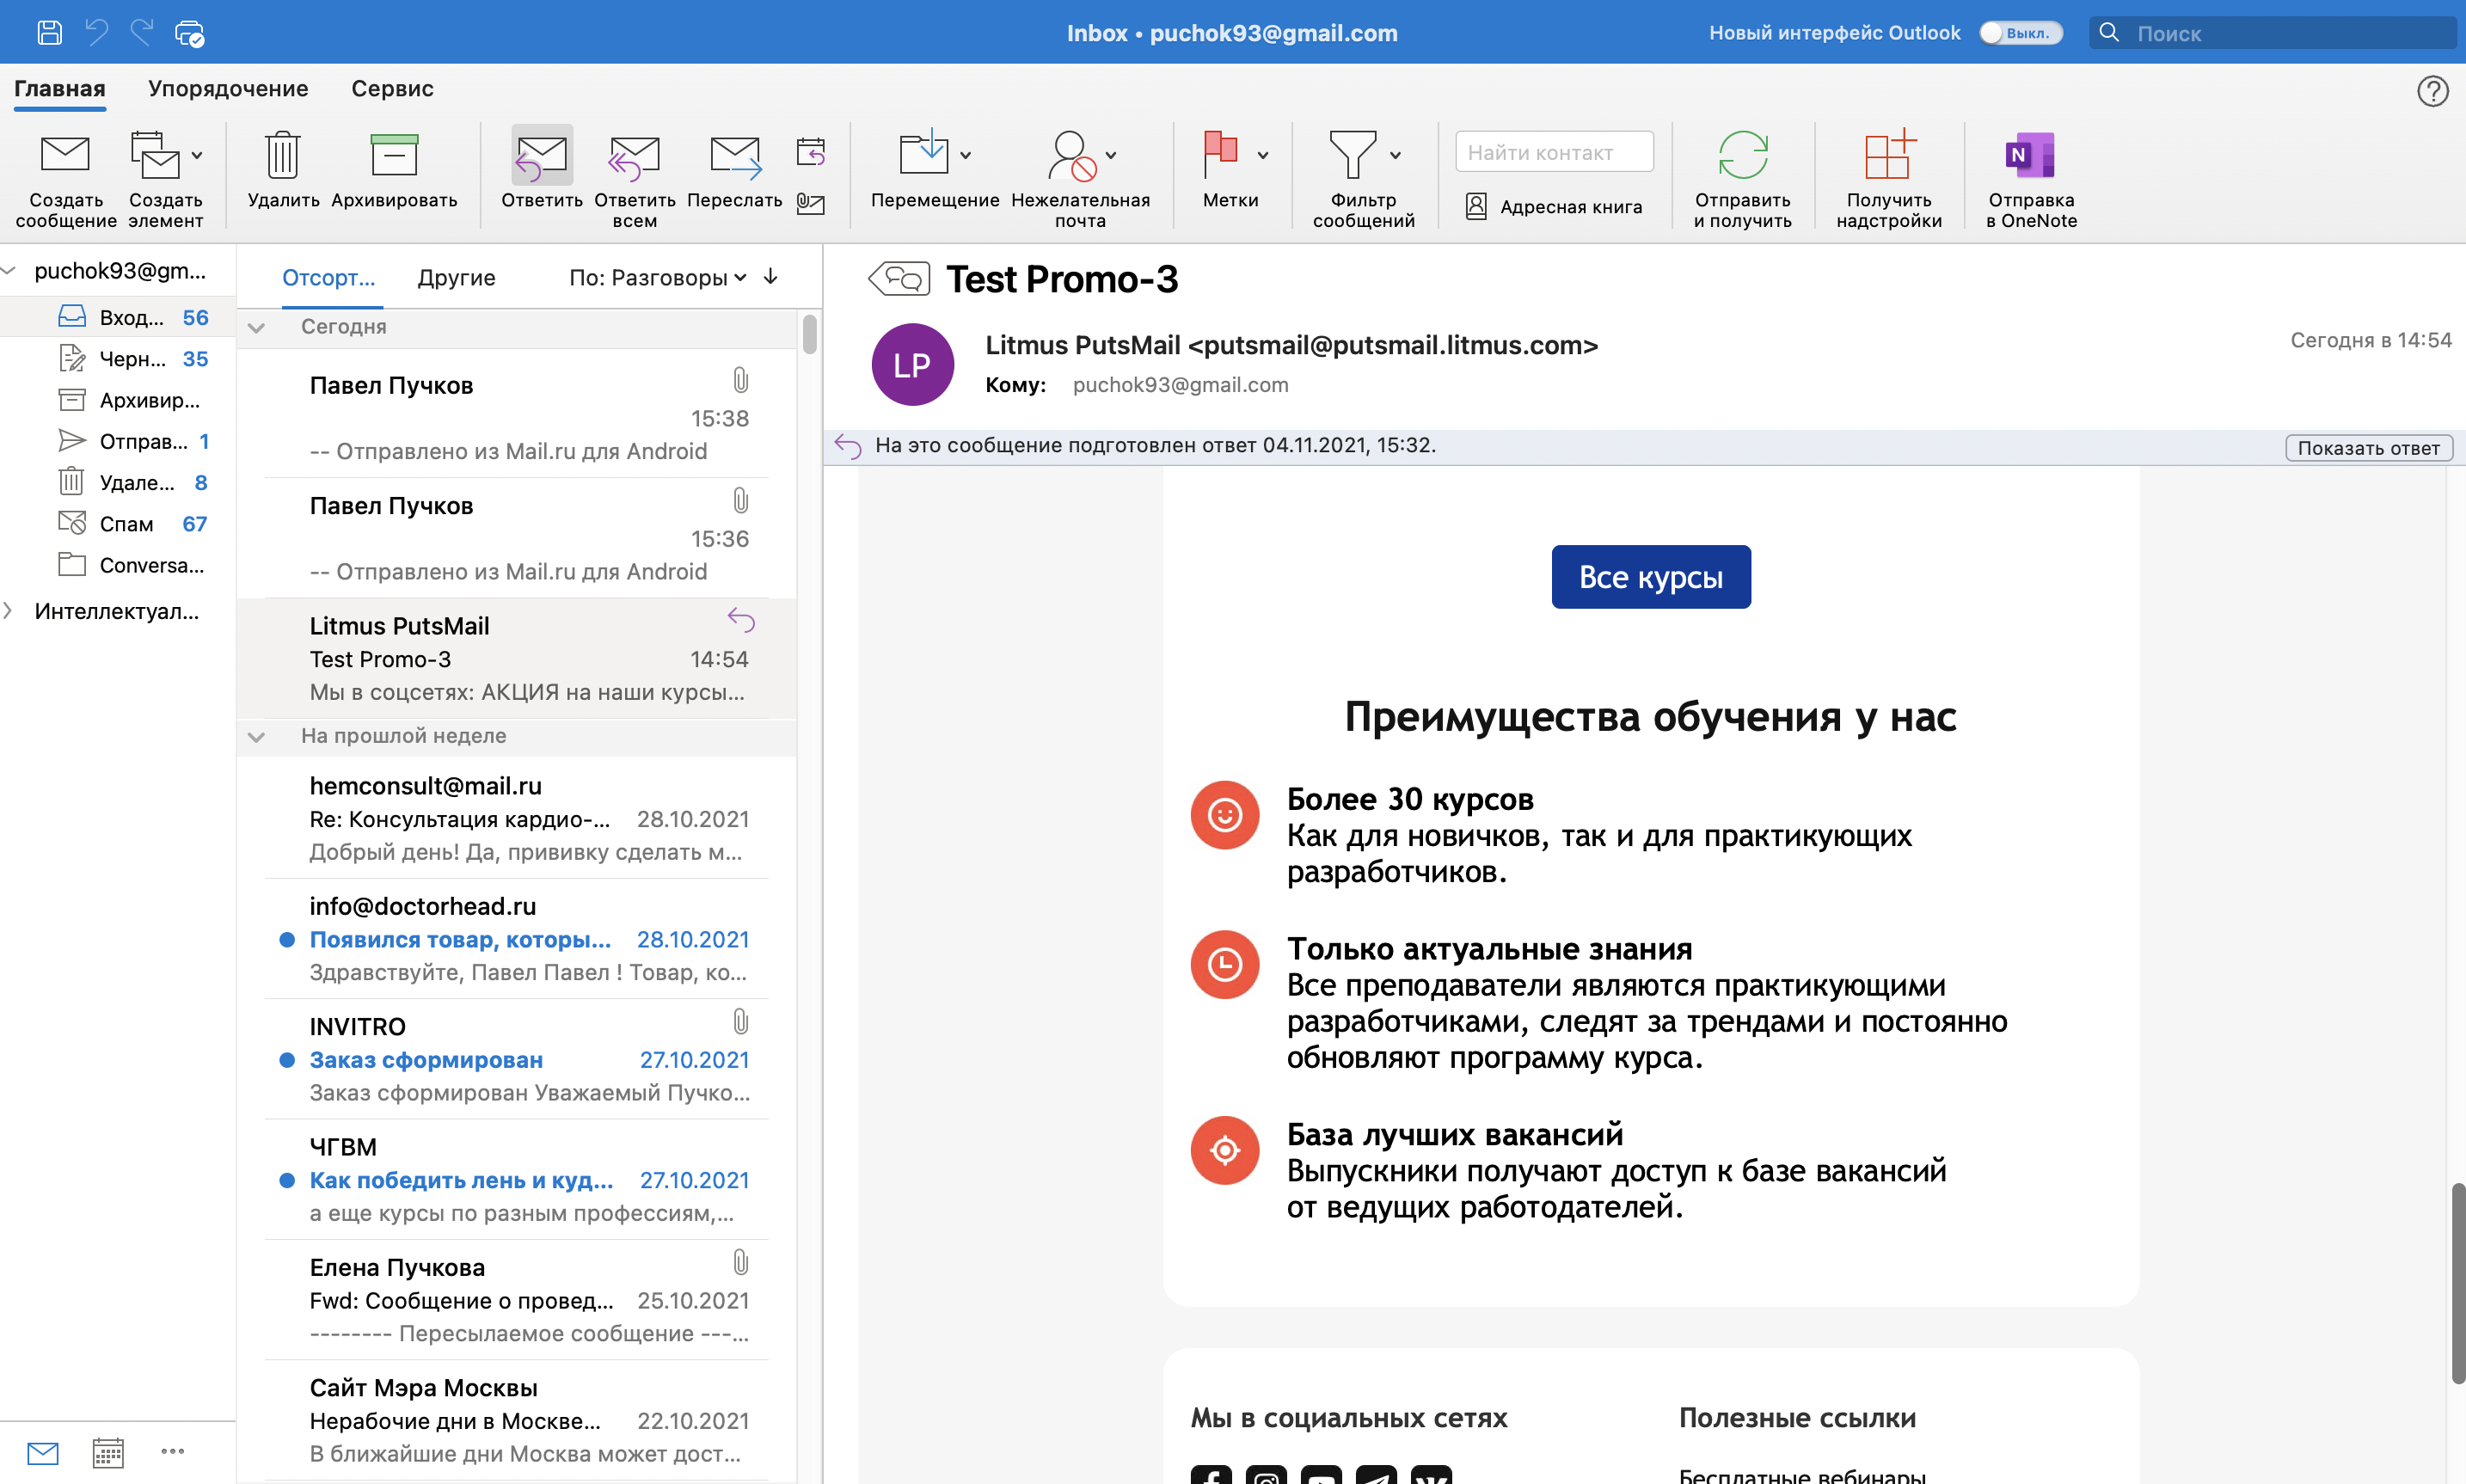 Inbox • puchok93@gmail.com
Новый интерфейс Outlook
Выкл.
Поиск
Главная
Упорядочение
Сервис
Создать сообщение
Создать элемент
Удалить
Архивировать
Ответить
Ответить всем
Переслать
Перемещение
Нежелательная почта
Метки
Фильтр сообщений
Найти контакт
Адресная книга
Отправить и получить
Получить надстройки
N
Отправка в OneNote
puchok93@gm...
Вход... 56
Черн... 35
Архивир...
Отправ... 1
Удале... 8
Спам 67
Conversa...
Интеллектуал...
Отсорт...
Другие
По: Разговоры
Сегодня
Павел Пучков
15:38
-- Отправлено из Mail.ru для Android
Павел Пучков
15:36
-- Отправлено из Mail.ru для Android
Litmus PutsMail
Test Promo-3 14:54
Мы в соцсетях: АКЦИЯ на наши курсы...
На прошлой неделе
hemconsult@mail.ru
Re: Консультация кардио-... 28.10.2021
Добрый день! Да, прививку сделать м...
info@doctorhead.ru
Появился товар, которы... 28.10.2021
Здравствуйте, Павел Павел ! Товар, ко...
INVITRO
Заказ сформирован 27.10.2021
Заказ сформирован Уважаемый Пучко...
ЧГВМ
Как победить лень и куд... 27.10.2021
а еще курсы по разным профессиям,...
Елена Пучкова
Fwd: Сообщение о провед... 25.10.2021
-------- Пересылаемое сообщение ---...
Сайт Мэра Москвы
Нерабочие дни в Москве... 22.10.2021
В ближайшие дни Москва может дост...
Test Promo-3
LP
Litmus PutsMail <putsmail@putsmail.litmus.com>
Сегодня в 14:54
Кому: puchok93@gmail.com
На это сообщение подготовлен ответ 04.11.2021, 15:32.
Показать ответ
Все курсы
Преимущества обучения у нас
Более 30 курсов
Как для новичков, так и для практикующих
разработчиков.
Только актуальные знания
Все преподаватели являются практикующими
разработчиками, следят за трендами и постоянно
обновляют программу курса.
База лучших вакансий
Выпускники получают доступ к базе вакансий
от ведущих работодателей.
Мы в социальных сетях
Полезные ссылки
Бесплатные вебинары